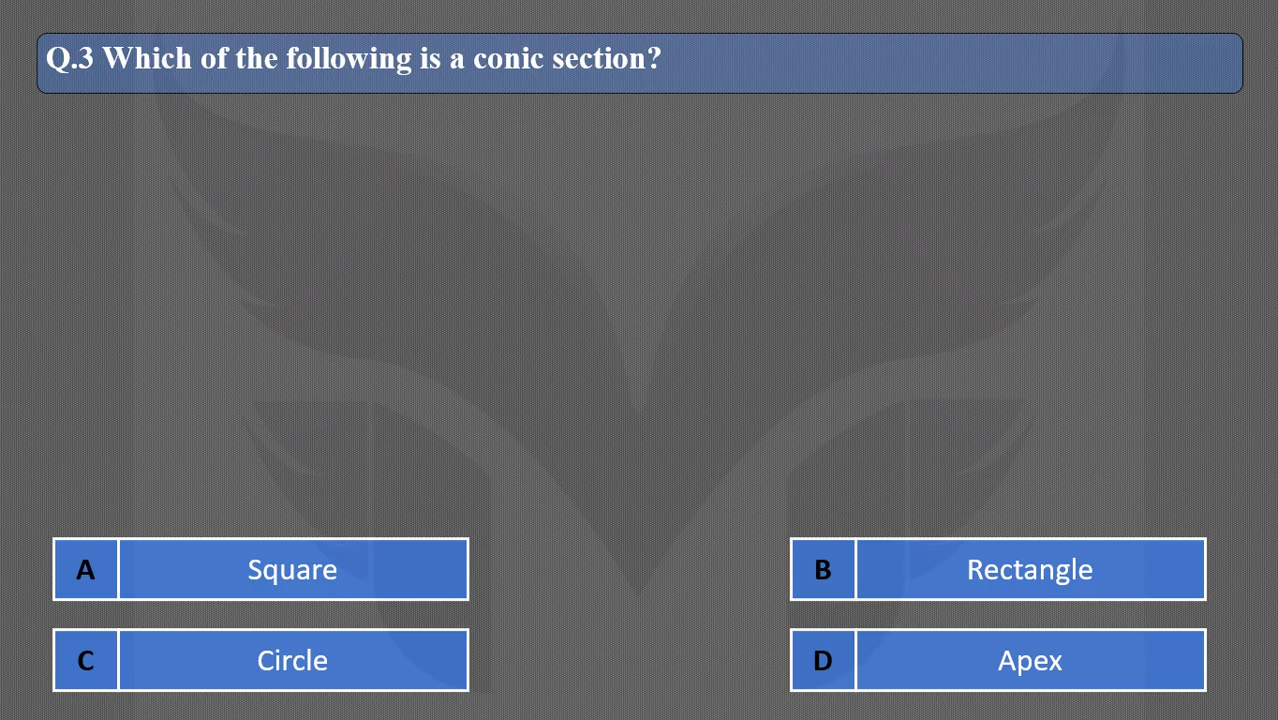 Q.3 Which of the following is a conic section?
A Square
B Rectangle
C Circle
D Apex